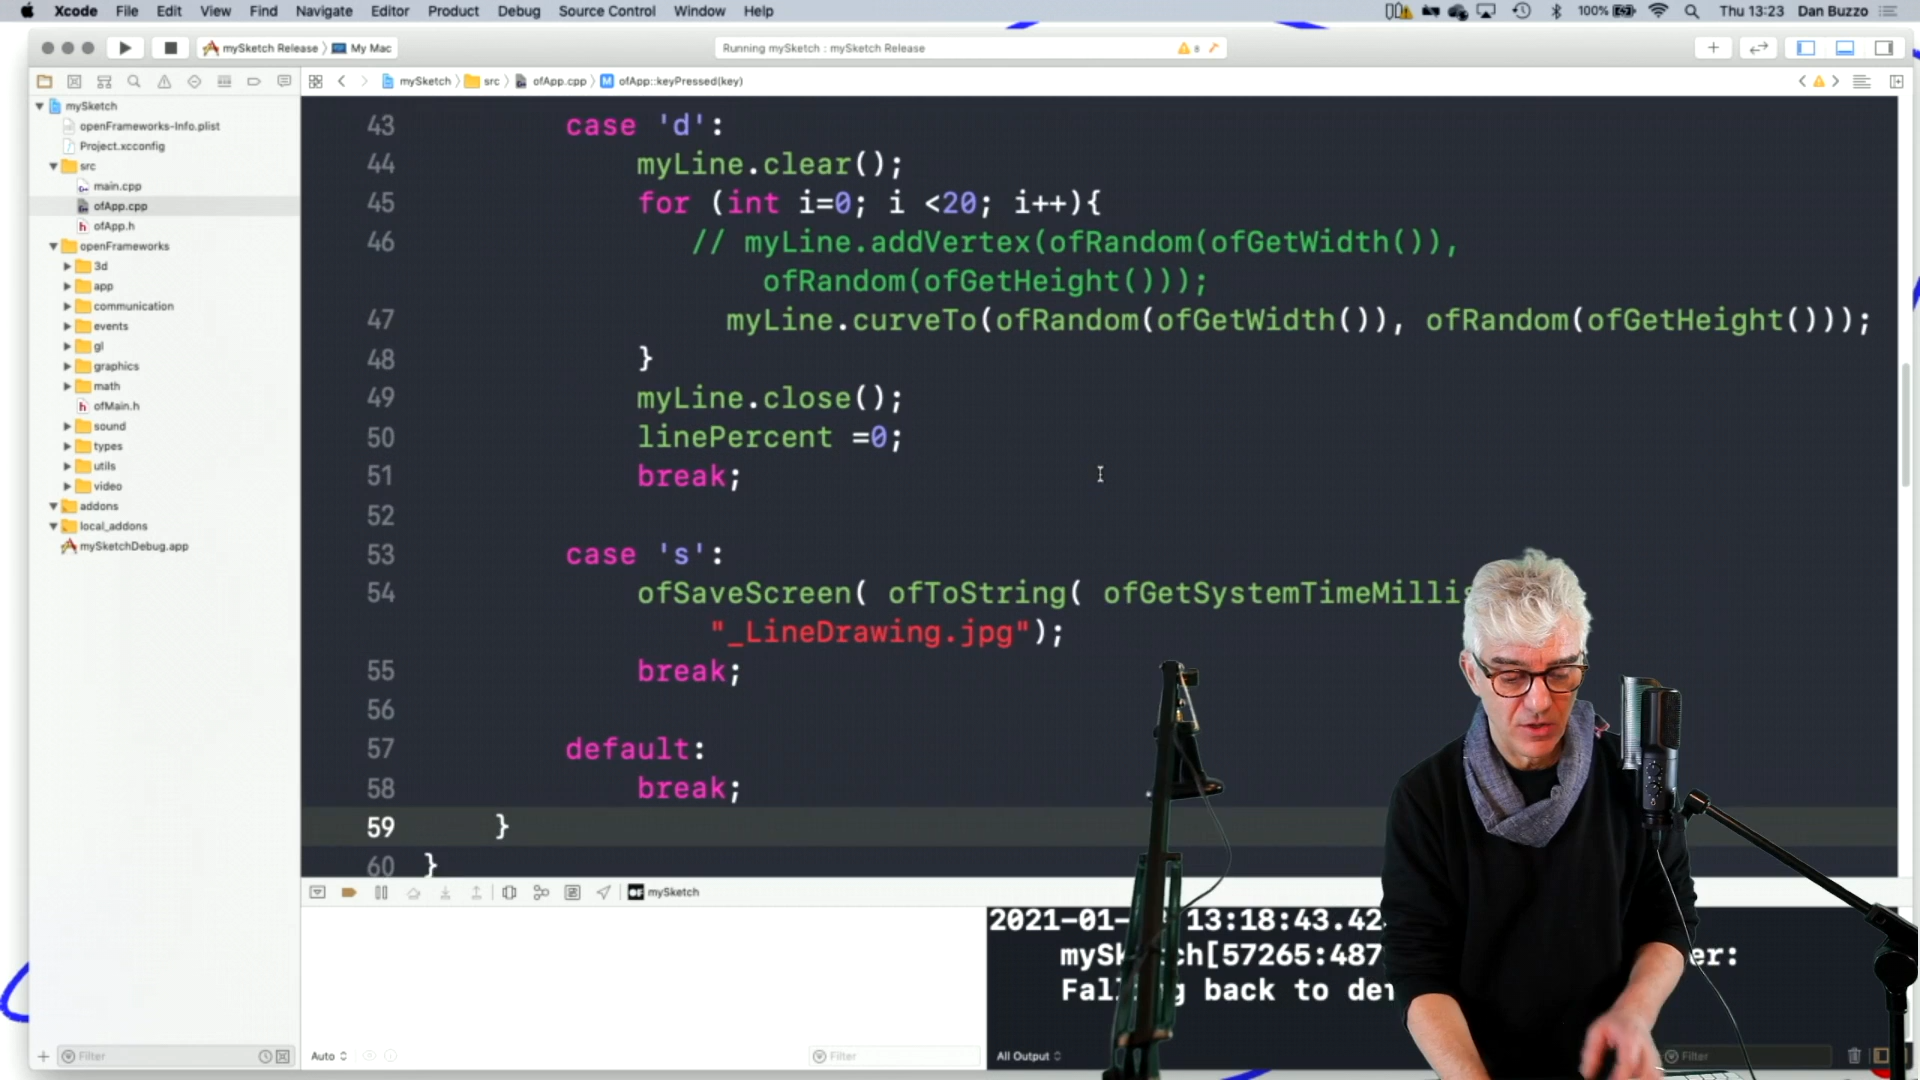 Xcode File Edit View Find Navigate Editor Product Debug Source Control Window Help 100% Thu 13:23 Dan Buzzo
mySketch Release 〉 My Mac
Running mySketch : mySketch Release 8
mySketch 〉 src 〉 ofApp.cpp 〉 M ofApp::keyPressed(key)
mySketch
openFrameworks-Info.plist
Project.xcconfig
src
main.cpp
ofApp.cpp
h ofApp.h
openFrameworks
3d
app
communication
events
gl
graphics
math
h ofMain.h
sound
types
utils
video
addons
local_addons
mySketchDebug.app
43 case 'd':
44 myLine.clear();
45 for (int i=0; i <20; i++){
46 // myLine.addVertex(ofRandom(ofGetWidth()),
ofRandom(ofGetHeight()));
47 myLine.curveTo(ofRandom(ofGetWidth()), ofRandom(ofGetHeight()));
48 }
49 myLine.close();
50 linePercent =0;
51 break;
52
53 case 's':
54 ofSaveScreen( ofToString( ofGetSystemTimeMillis
"_LineDrawing.jpg");
55 break;
56
57 default:
58 break;
59 }
60 }
mySketch
2021-01- 13:18:43.42
mySk ch[57265:487 er:
Fal g back to de
Filter
Auto
Filter
All Output
Filter